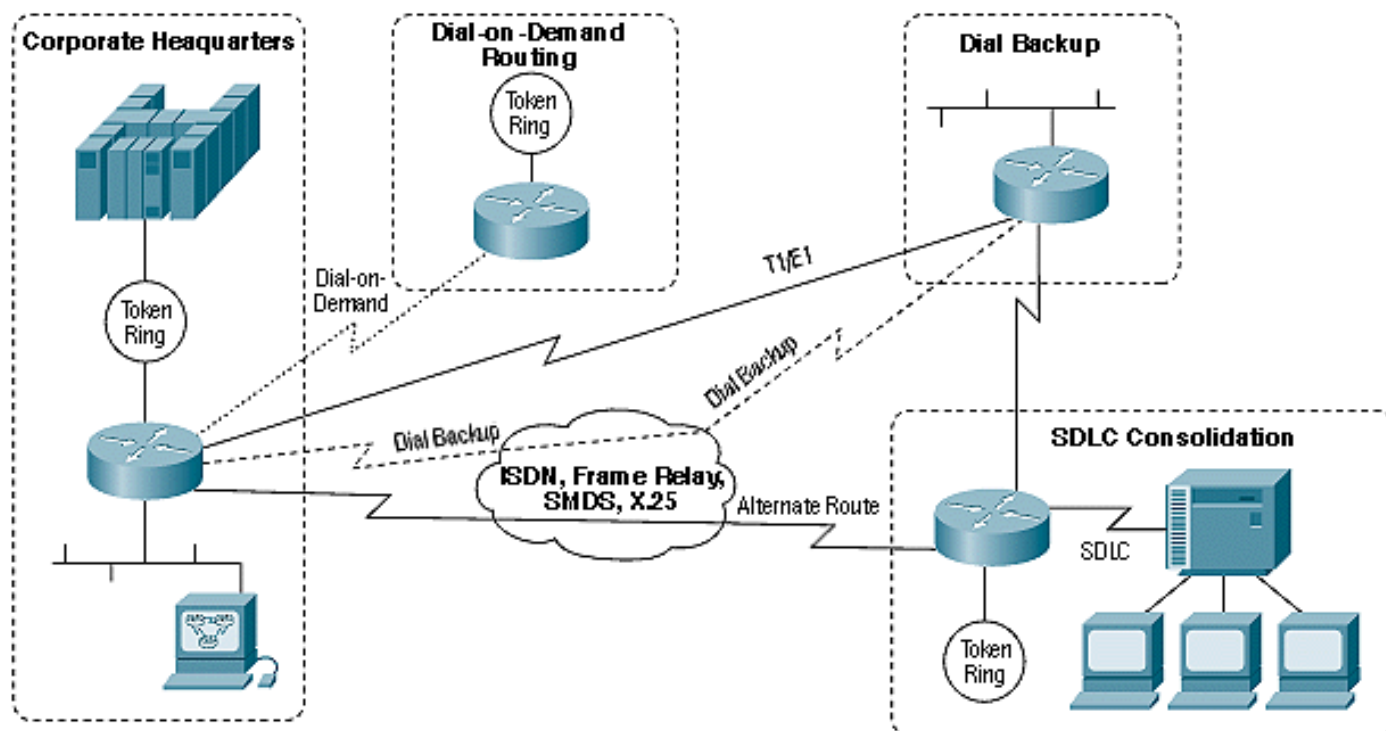 Corporate Heaquarters
Dial-on-Demand
Routing
Dial Backup
Token
Ring
Dial-on-
Demand
T1/E1
Token
Ring
Dial Backup
Dial Backup
ISDN, Frame Relay,
SMDS, X.25
Alternate Route
SDLC Consolidation
SDLC
Token
Ring